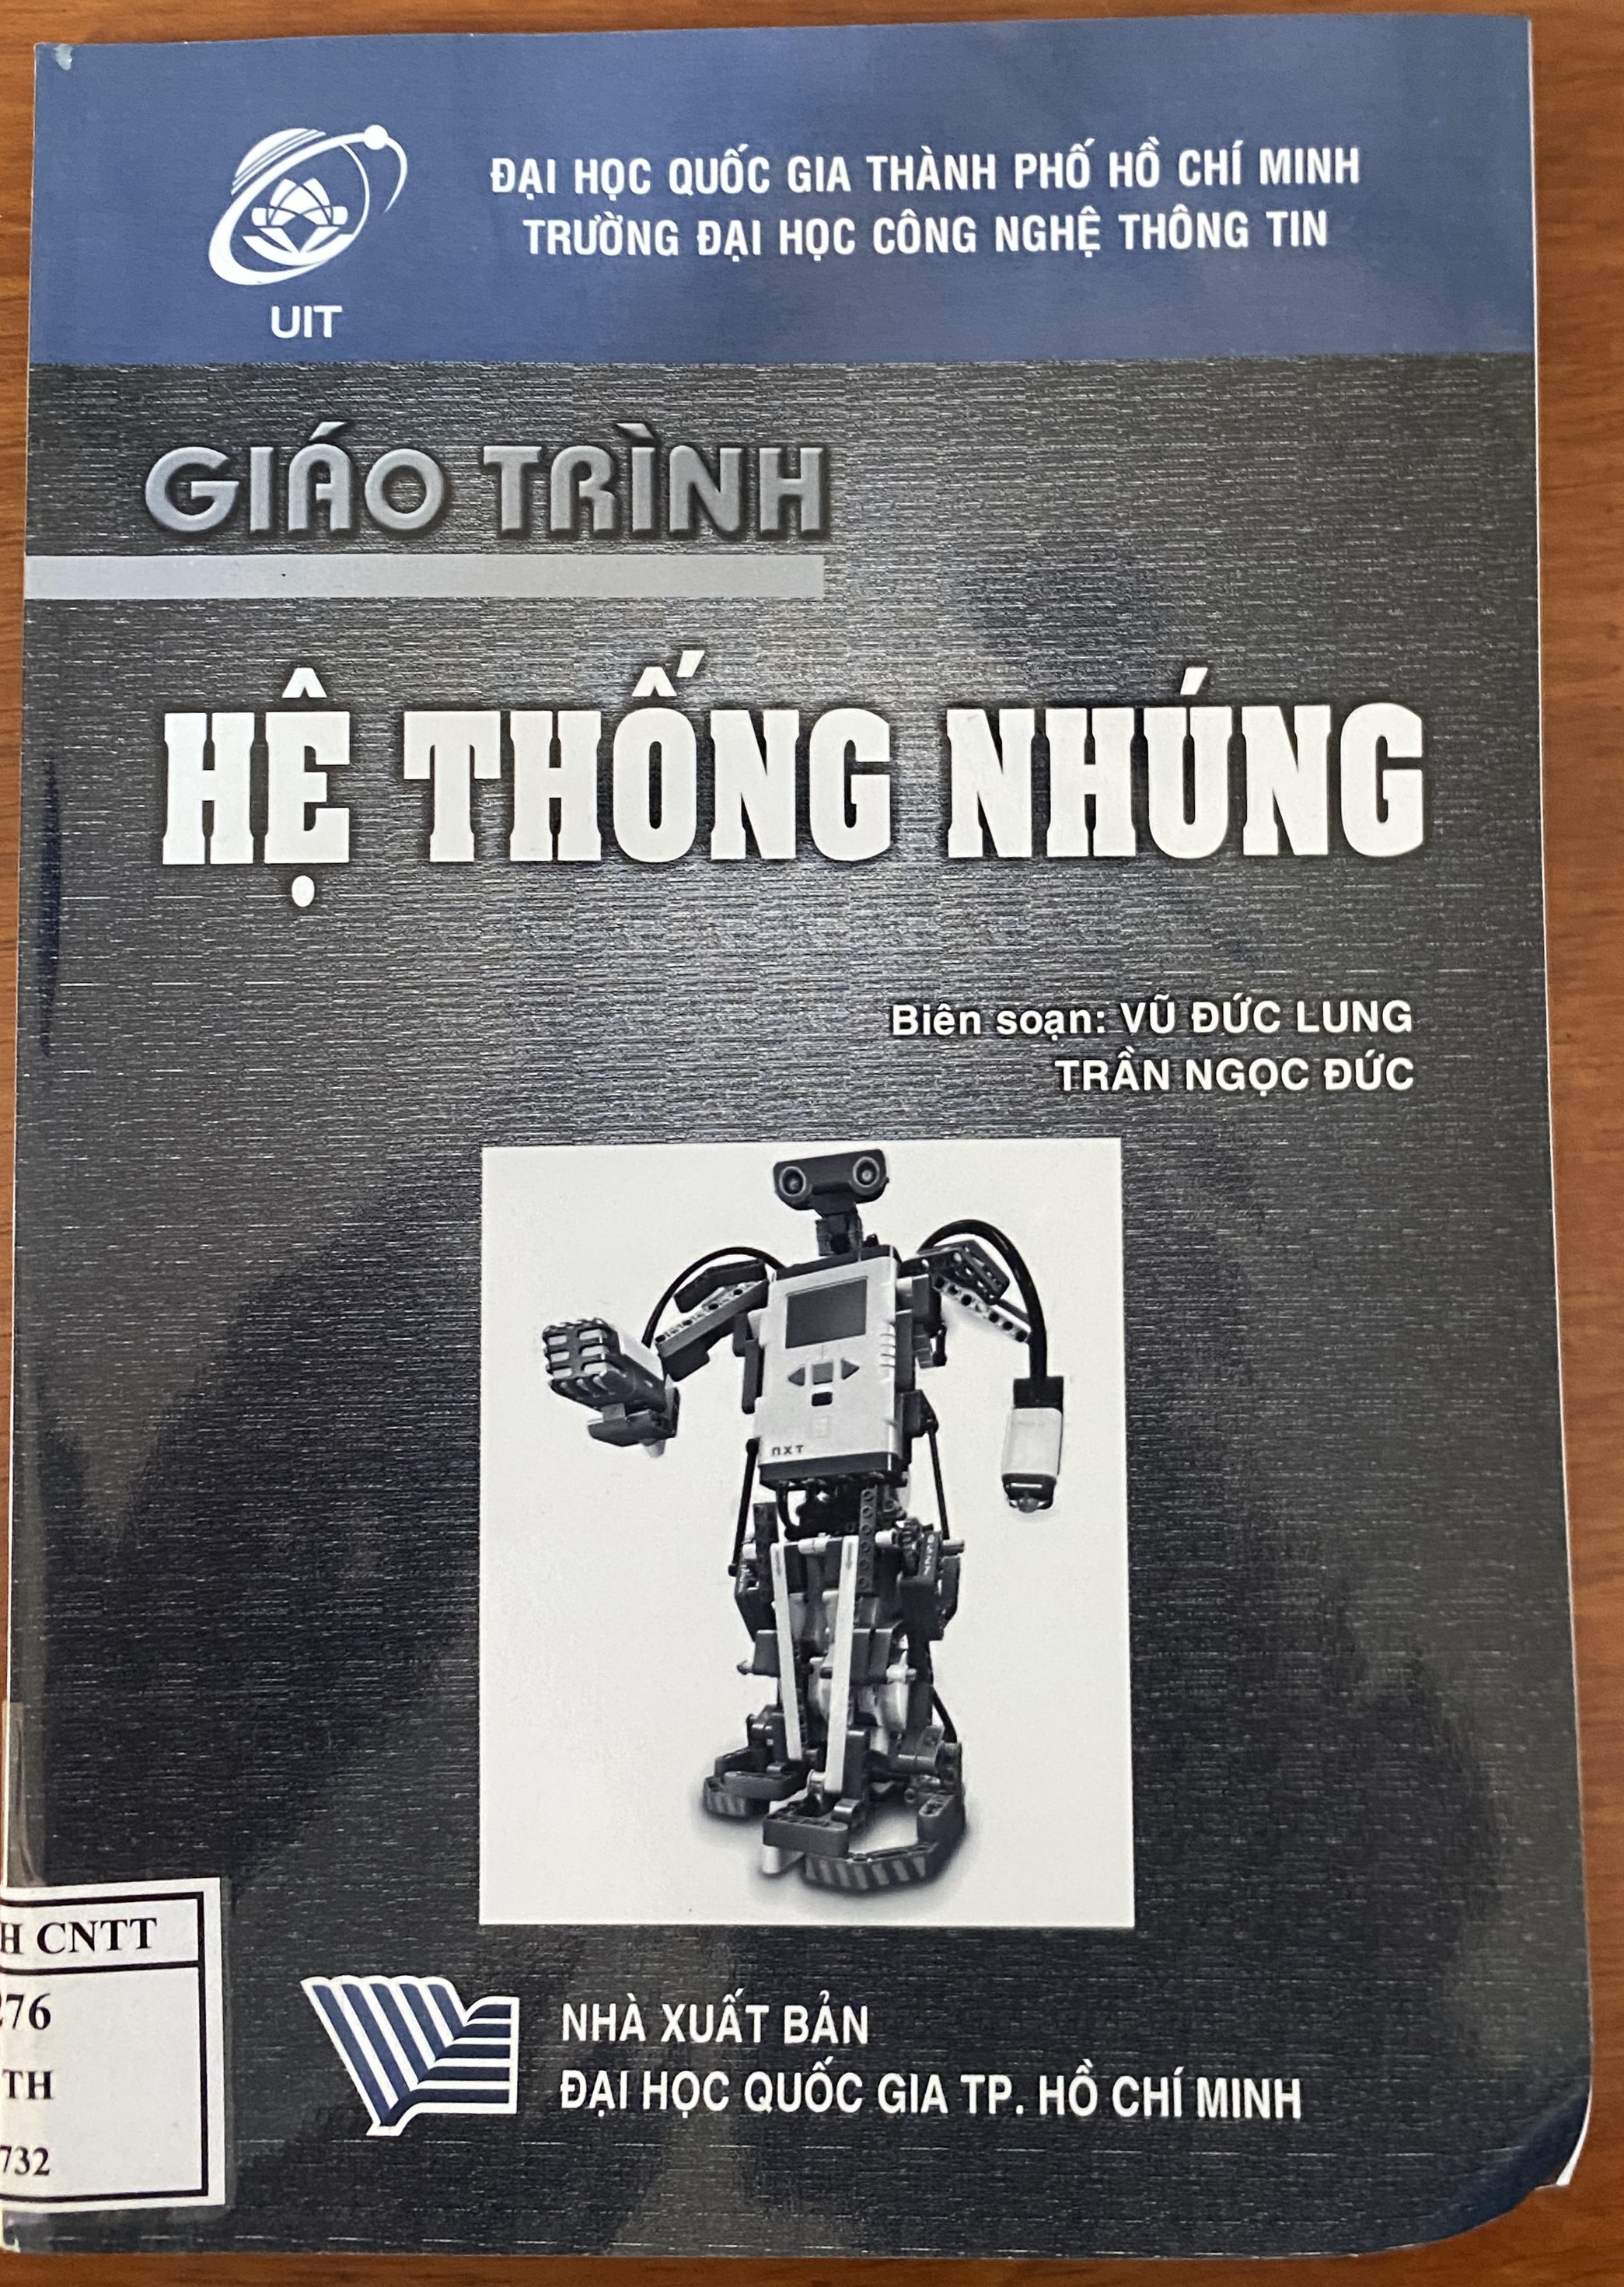 ĐẠI HỌC QUỐC GIA THÀNH PHỐ HỒ CHÍ MINH
TRƯỜNG ĐẠI HỌC CÔNG NGHỆ THÔNG TIN
UIT
GIÁO TRÌNH
HỆ THỐNG NHÚNG
Biên soạn: VŨ ĐỨC LUNG
TRẦN NGỌC ĐỨC
NXT
H CNTT
276
TH
732
NHÀ XUẤT BẢN
ĐẠI HỌC QUỐC GIA TP. HỒ CHÍ MINH